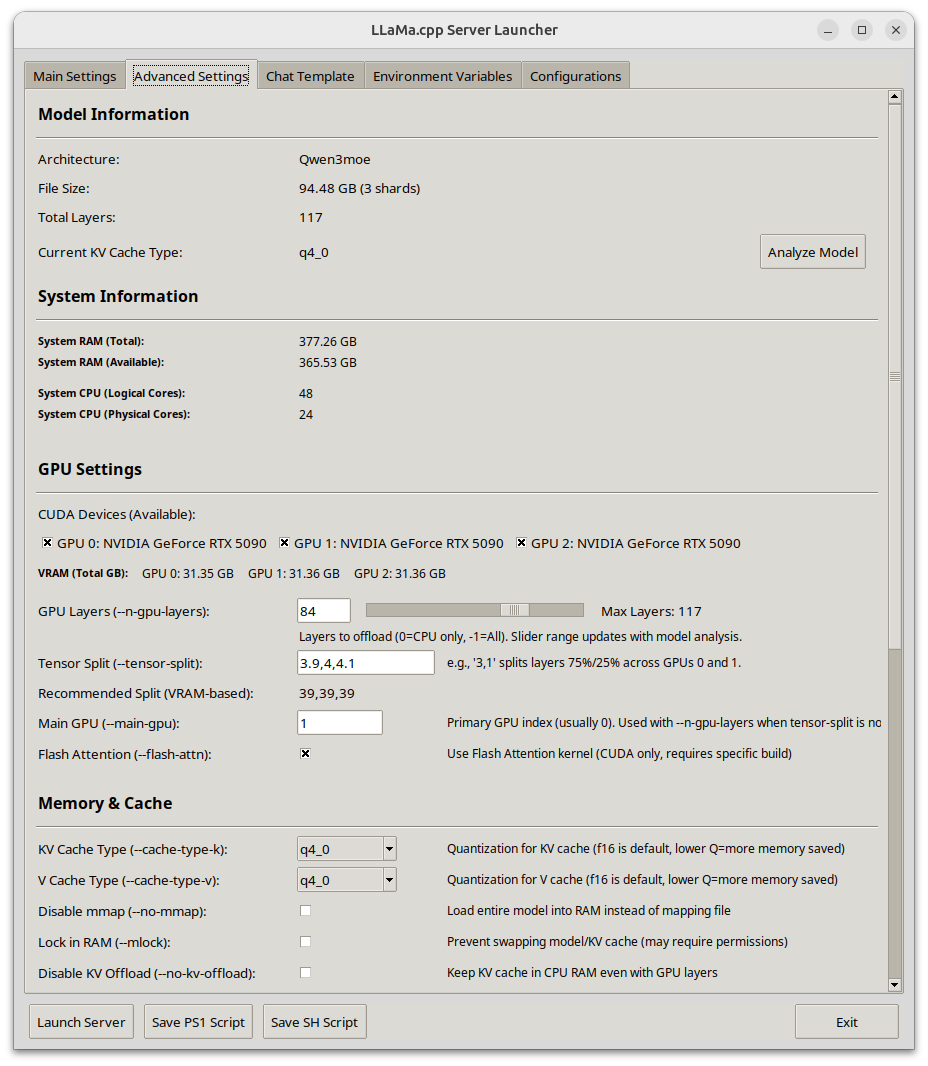 LLaMa.cpp Server Launcher
Main Settings Advanced Settings Chat Template Environment Variables Configurations
Model Information
Architecture: Qwen3moe
File Size: 94.48 GB (3 shards)
Total Layers: 117
Current KV Cache Type: q4_0 Analyze Model
System Information
System RAM (Total): 377.26 GB
System RAM (Available): 365.53 GB
System CPU (Logical Cores): 48
System CPU (Physical Cores): 24
GPU Settings
CUDA Devices (Available):
GPU 0: NVIDIA GeForce RTX 5090 GPU 1: NVIDIA GeForce RTX 5090 GPU 2: NVIDIA GeForce RTX 5090
VRAM (Total GB): GPU 0: 31.35 GB GPU 1: 31.36 GB GPU 2: 31.36 GB
GPU Layers (--n-gpu-layers): 84 Max Layers: 117
Layers to offload (0=CPU only, -1=All). Slider range updates with model analysis.
Tensor Split (--tensor-split): 3.9,4,4.1 e.g., '3,1' splits layers 75%/25% across GPUs 0 and 1.
Recommended Split (VRAM-based): 39,39,39
Main GPU (--main-gpu): 1 Primary GPU index (usually 0). Used with --n-gpu-layers when tensor-split is no
Flash Attention (--flash-attn): Use Flash Attention kernel (CUDA only, requires specific build)
Memory & Cache
KV Cache Type (--cache-type-k): q4_0 Quantization for KV cache (f16 is default, lower Q=more memory saved)
V Cache Type (--cache-type-v): q4_0 Quantization for V cache (f16 is default, lower Q=more memory saved)
Disable mmap (--no-mmap): Load entire model into RAM instead of mapping file
Lock in RAM (--mlock): Prevent swapping model/KV cache (may require permissions)
Disable KV Offload (--no-kv-offload): Keep KV cache in CPU RAM even with GPU layers
Launch Server Save PS1 Script Save SH Script Exit